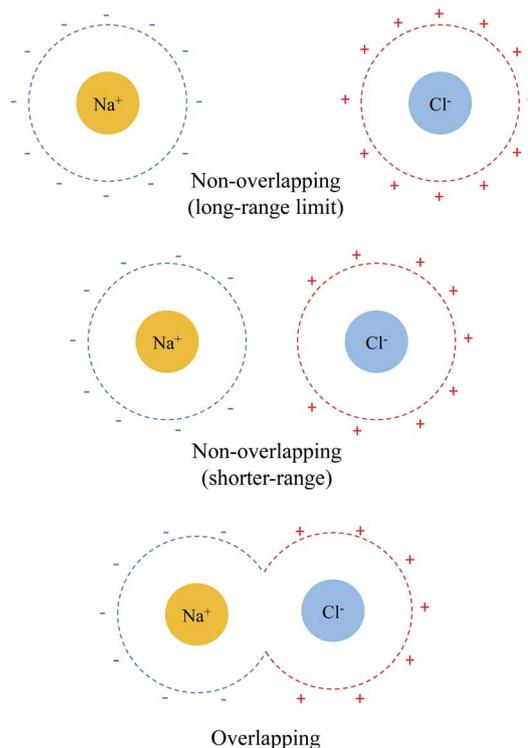 Na⁺
Cl⁻
Non-overlapping
(long-range limit)
Na⁺
Cl⁻
Non-overlapping
(shorter-range)
Na⁺
Cl⁻
Overlapping